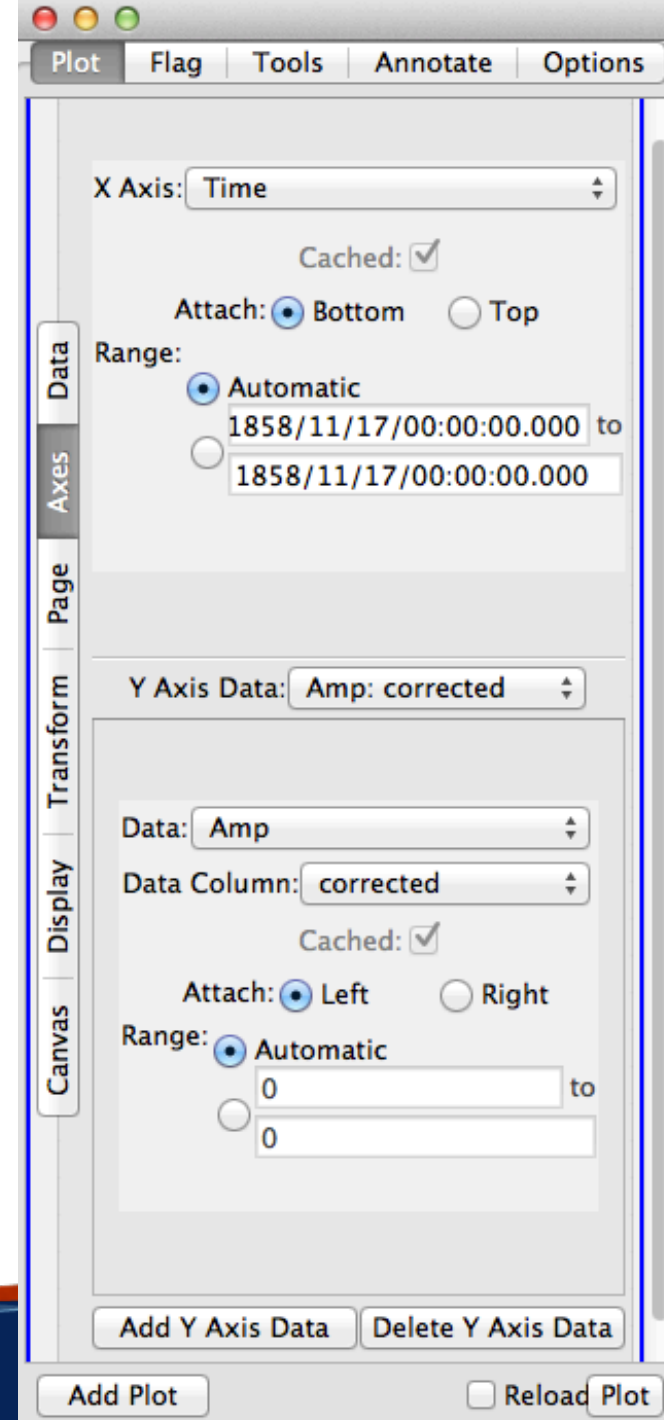 Plot Flag Tools Annotate Options
X Axis: Time
Cached:
Attach: Bottom Top
Range:
Automatic
1858/11/17/00:00:00.000 to
1858/11/17/00:00:00.000
Data
Axes
Page
Transform
Display
Canvas
Y Axis Data: Amp: corrected
Data: Amp
Data Column: corrected
Cached:
Attach: Left Right
Range: Automatic
0 to
0
Add Y Axis Data Delete Y Axis Data
Add Plot Reload Plot